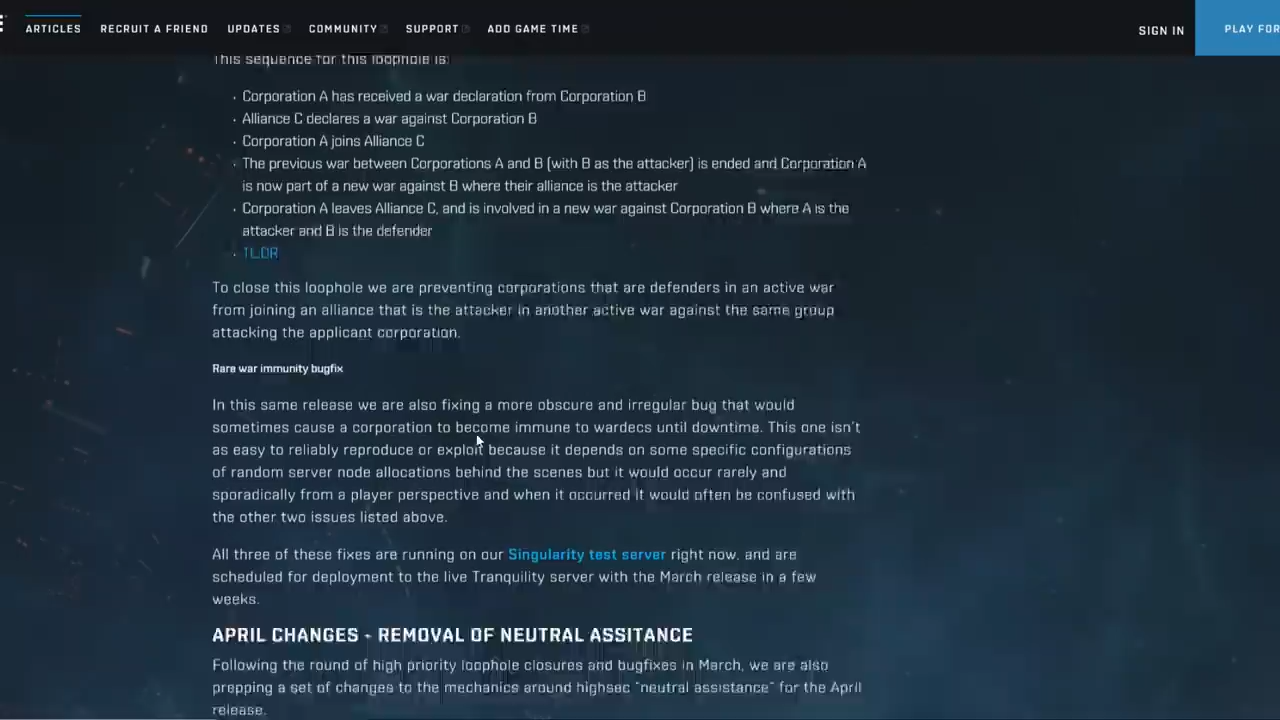 ARTICLES RECRUIT A FRIEND UPDATES COMMUNITY SUPPORT ADD GAME TIME SIGN IN PLAY FOR
This sequence for this loophole is:
· Corporation A has received a war declaration from Corporation B
· Alliance C declares a war against Corporation B
· Corporation A joins Alliance C
· The previous war between Corporations A and B (with B as the attacker) is ended and Corporation A
is now part of a new war against B where their alliance is the attacker
· Corporation A leaves Alliance C, and is involved in a new war against Corporation B where A is the
attacker and B is the defender
· TL;DR
To close this loophole we are preventing corporations that are defenders in an active war
from joining an alliance that is the attacker in another active war against the same group
attacking the applicant corporation.
Rare war immunity bugfix
In this same release we are also fixing a more obscure and irregular bug that would
sometimes cause a corporation to become immune to wardecs until downtime. This one isn't
as easy to reliably reproduce or exploit because it depends on some specific configurations
of random server node allocations behind the scenes but it would occur rarely and
sporadically from a player perspective and when it occurred it would often be confused with
the other two issues listed above.
All three of these fixes are running on our Singularity test server right now, and are
scheduled for deployment to the live Tranquility server with the March release in a few
weeks.
APRIL CHANGES - REMOVAL OF NEUTRAL ASSITANCE
Following the round of high priority loophole closures and bugfixes in March, we are also
prepping a set of changes to the mechanics around highsec "neutral assistance" for the April
release.